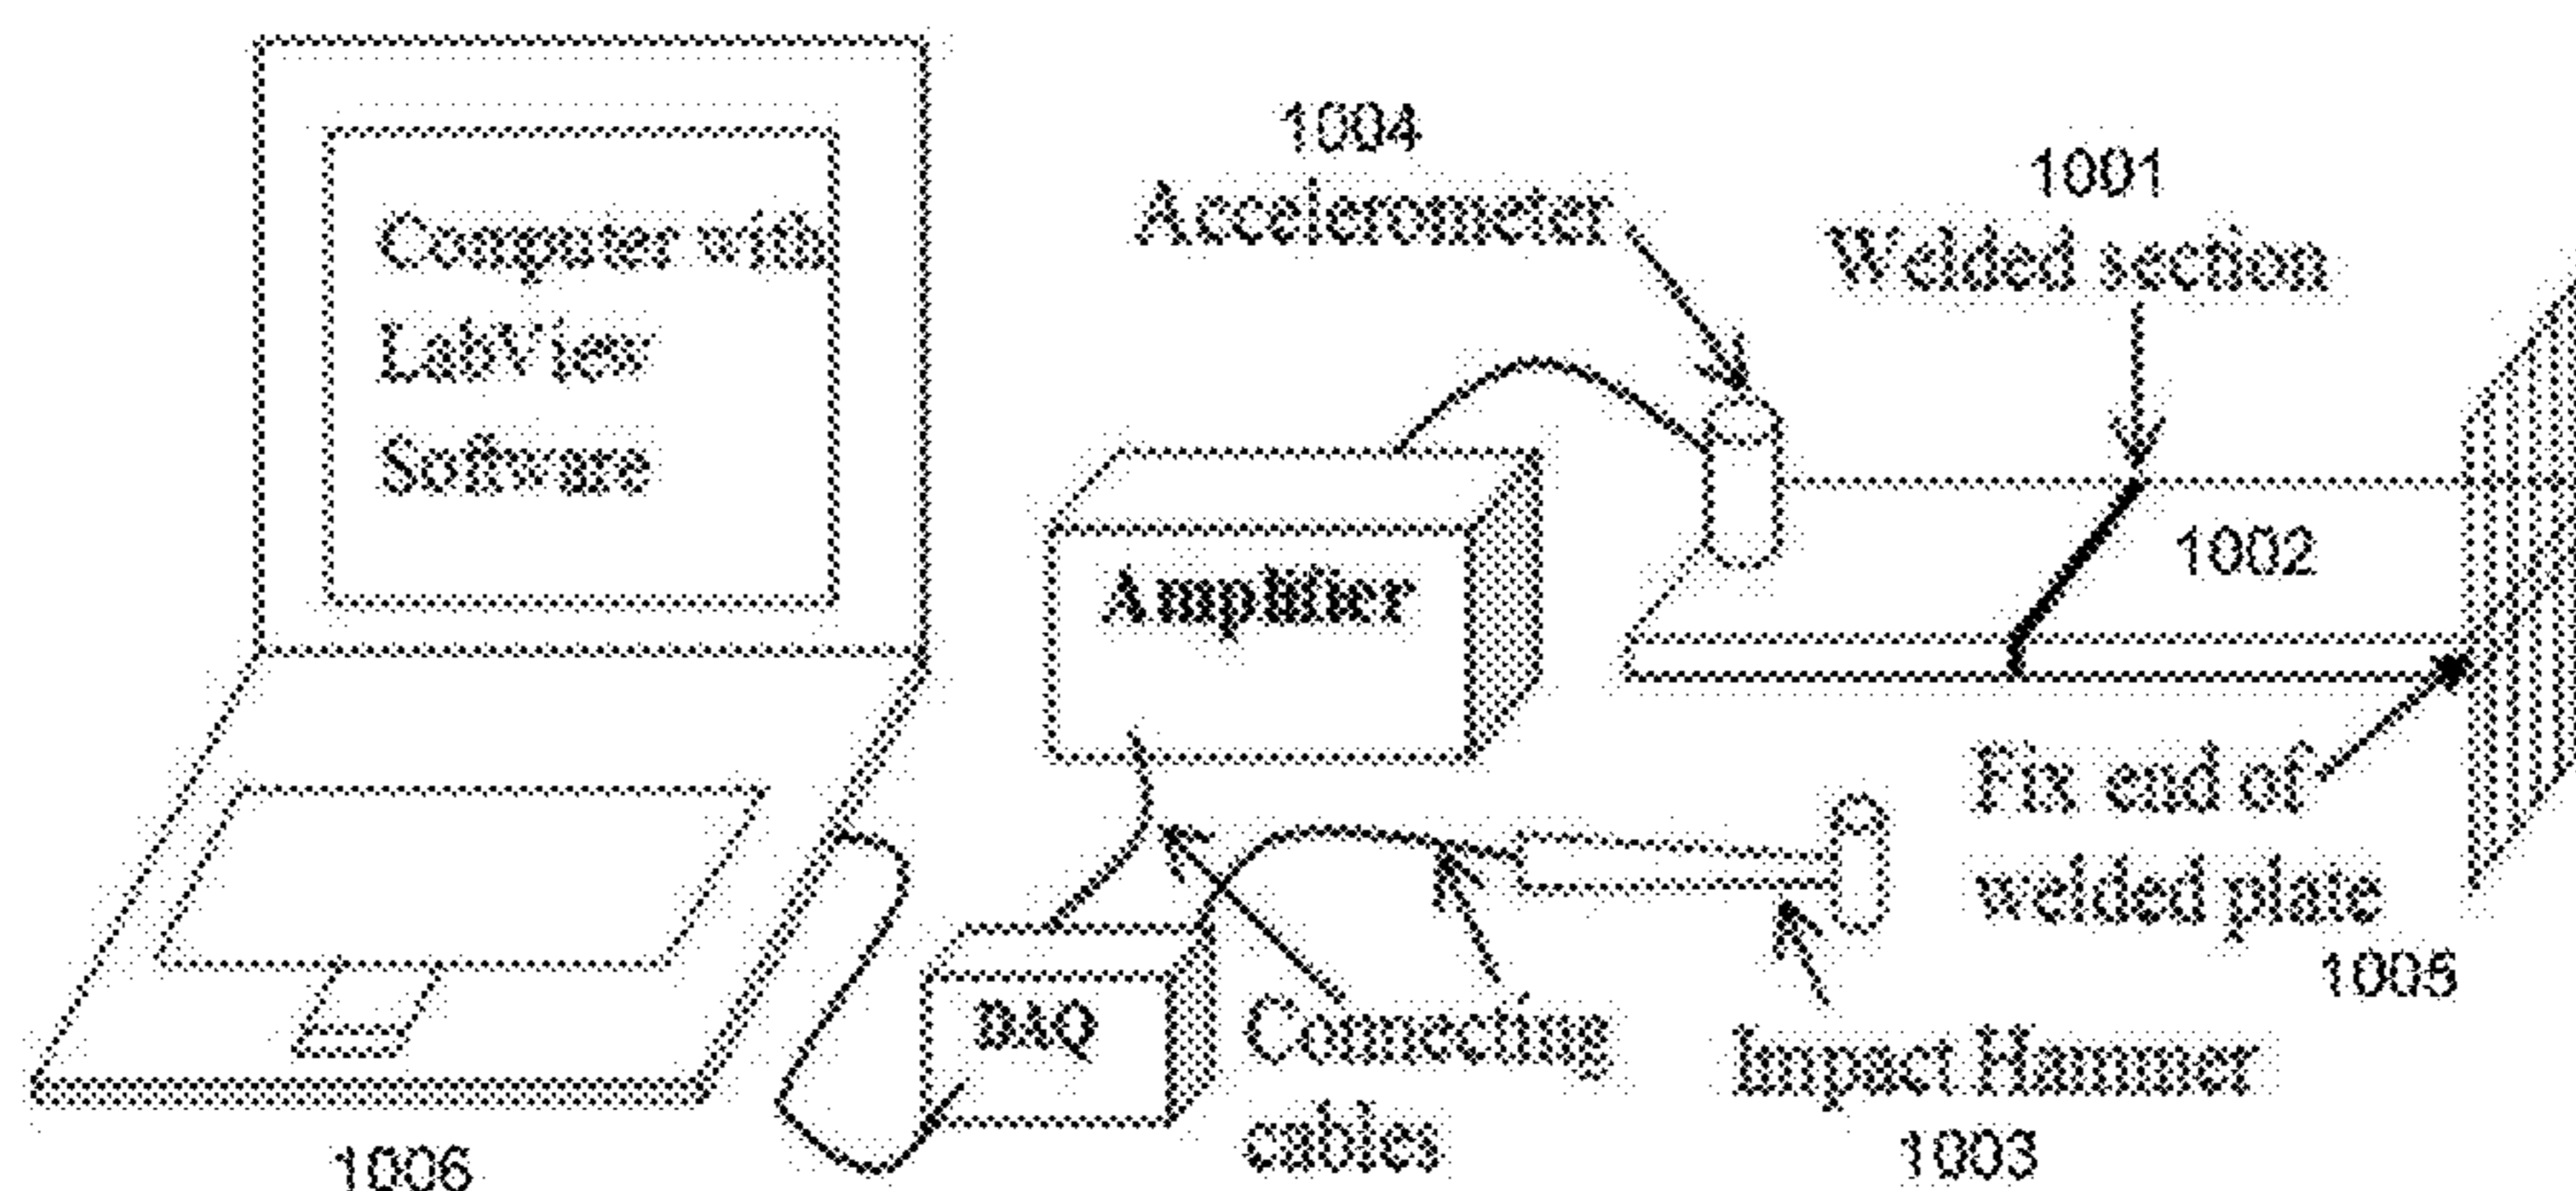 Computer with
LabView
Software
1006
1004
Accelerometer
1001
Welded section
1002
Amplifier
Fix end of
welded plate
1005
DAQ
Connecting
cables
Impact Hammer
1003